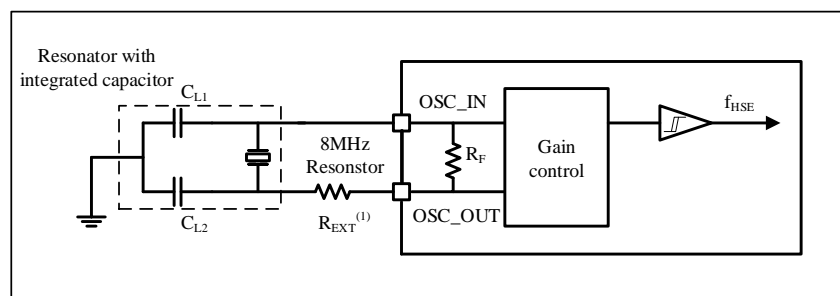 Resonator with
integrated capacitor
C_L1
OSC_IN
f_HSE
8MHz
Resonstor
R_F
Gain
control
C_L2
R_EXT^(1)
OSC_OUT